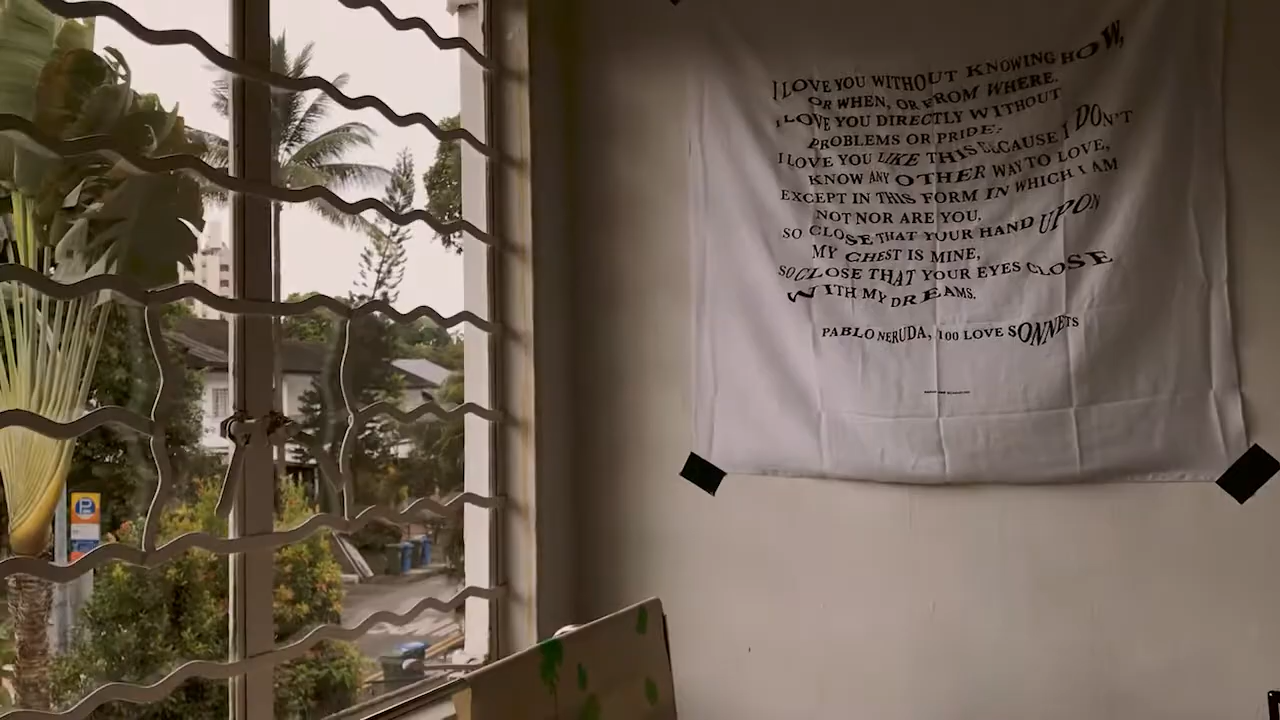 I LOVE YOU WITHOUT KNOWING HOW,
OR WHEN, OR FROM WHERE.
I LOVE YOU DIRECTLY WITHOUT
PROBLEMS OR PRIDE:
I LOVE YOU LIKE THIS BECAUSE I DON'T
KNOW ANY OTHER WAY TO LOVE,
EXCEPT IN THIS FORM IN WHICH I AM
NOT NOR ARE YOU,
SO CLOSE THAT YOUR HAND UPON
MY CHEST IS MINE,
SO CLOSE THAT YOUR EYES CLOSE
WITH MY DREAMS.
PABLO NERUDA, 100 LOVE SONNETS
P